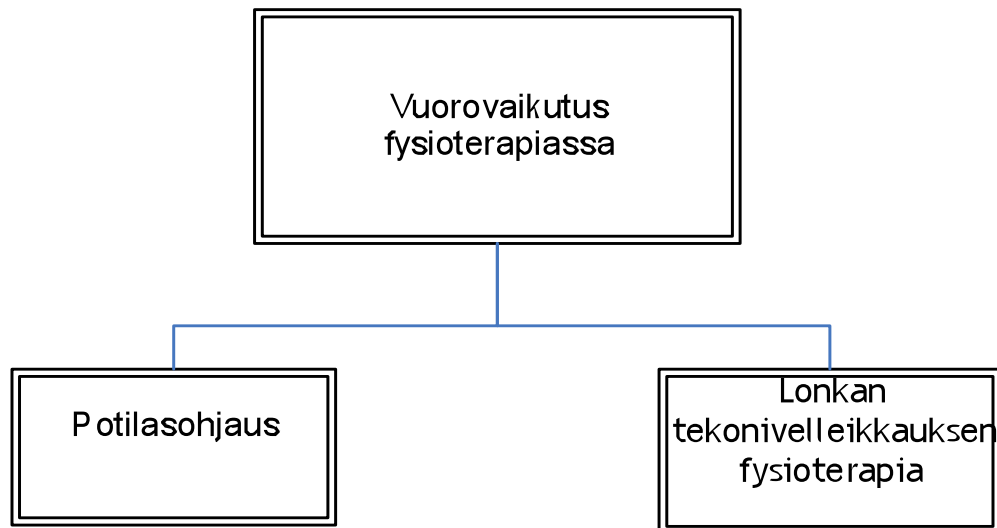 Vuorovaikutus
fysioterapiassa
Potilasohjaus
Lonkan
tekonivelleikkauksen
fysioterapia